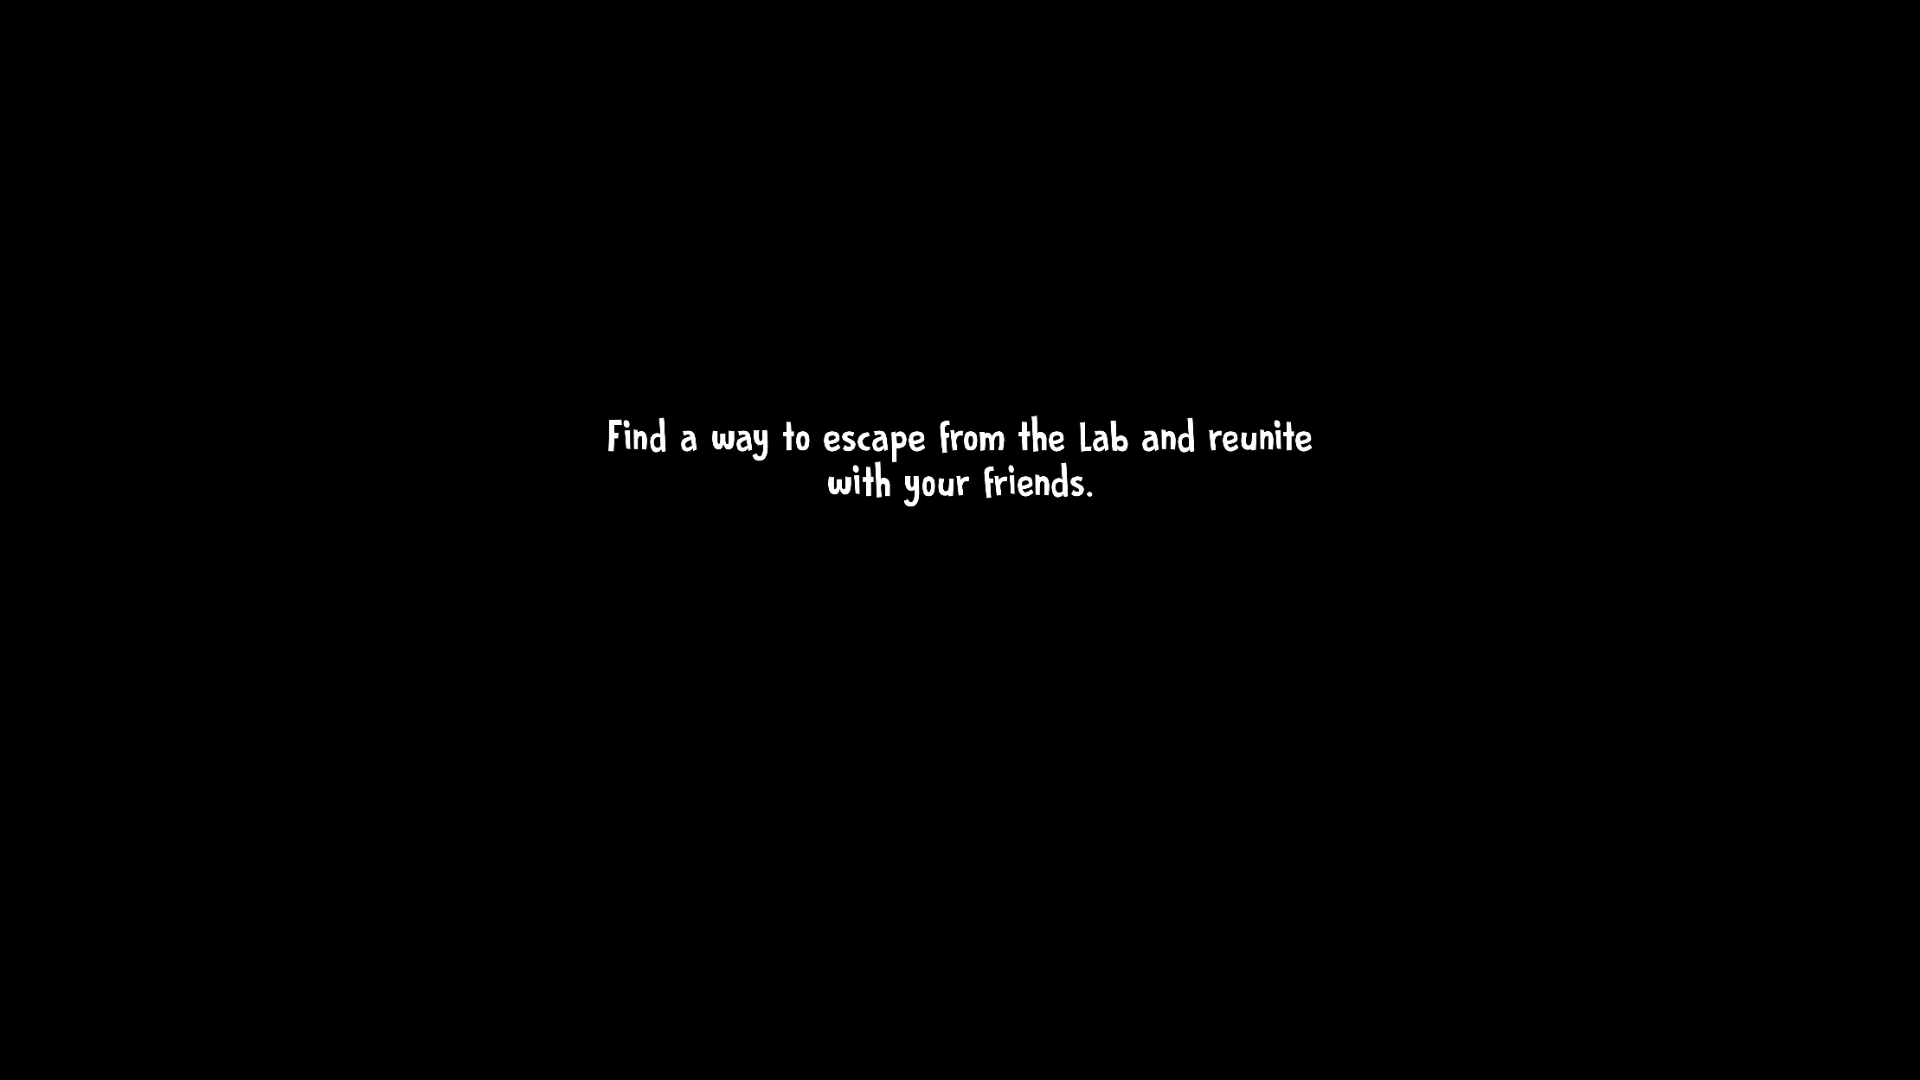 Find a way to escape from the Lab and reunite
with your friends.